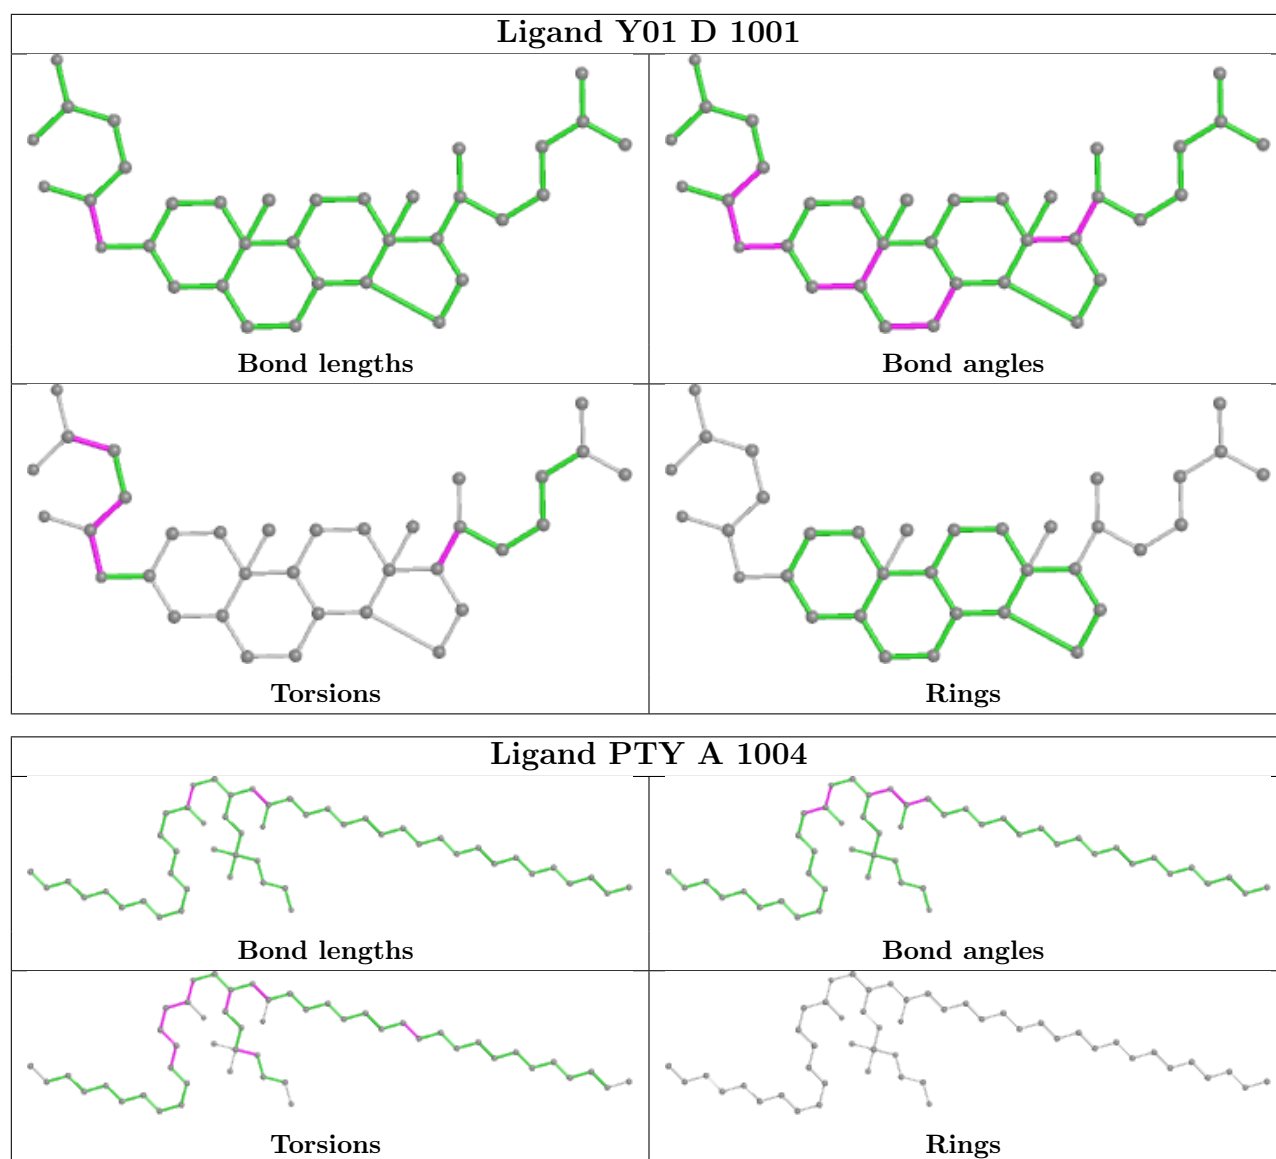 Ligand Y01 D 1001
Bond lengths
Bond angles
Torsions
Rings
Ligand PTY A 1004
Bond lengths
Bond angles
Torsions
Rings